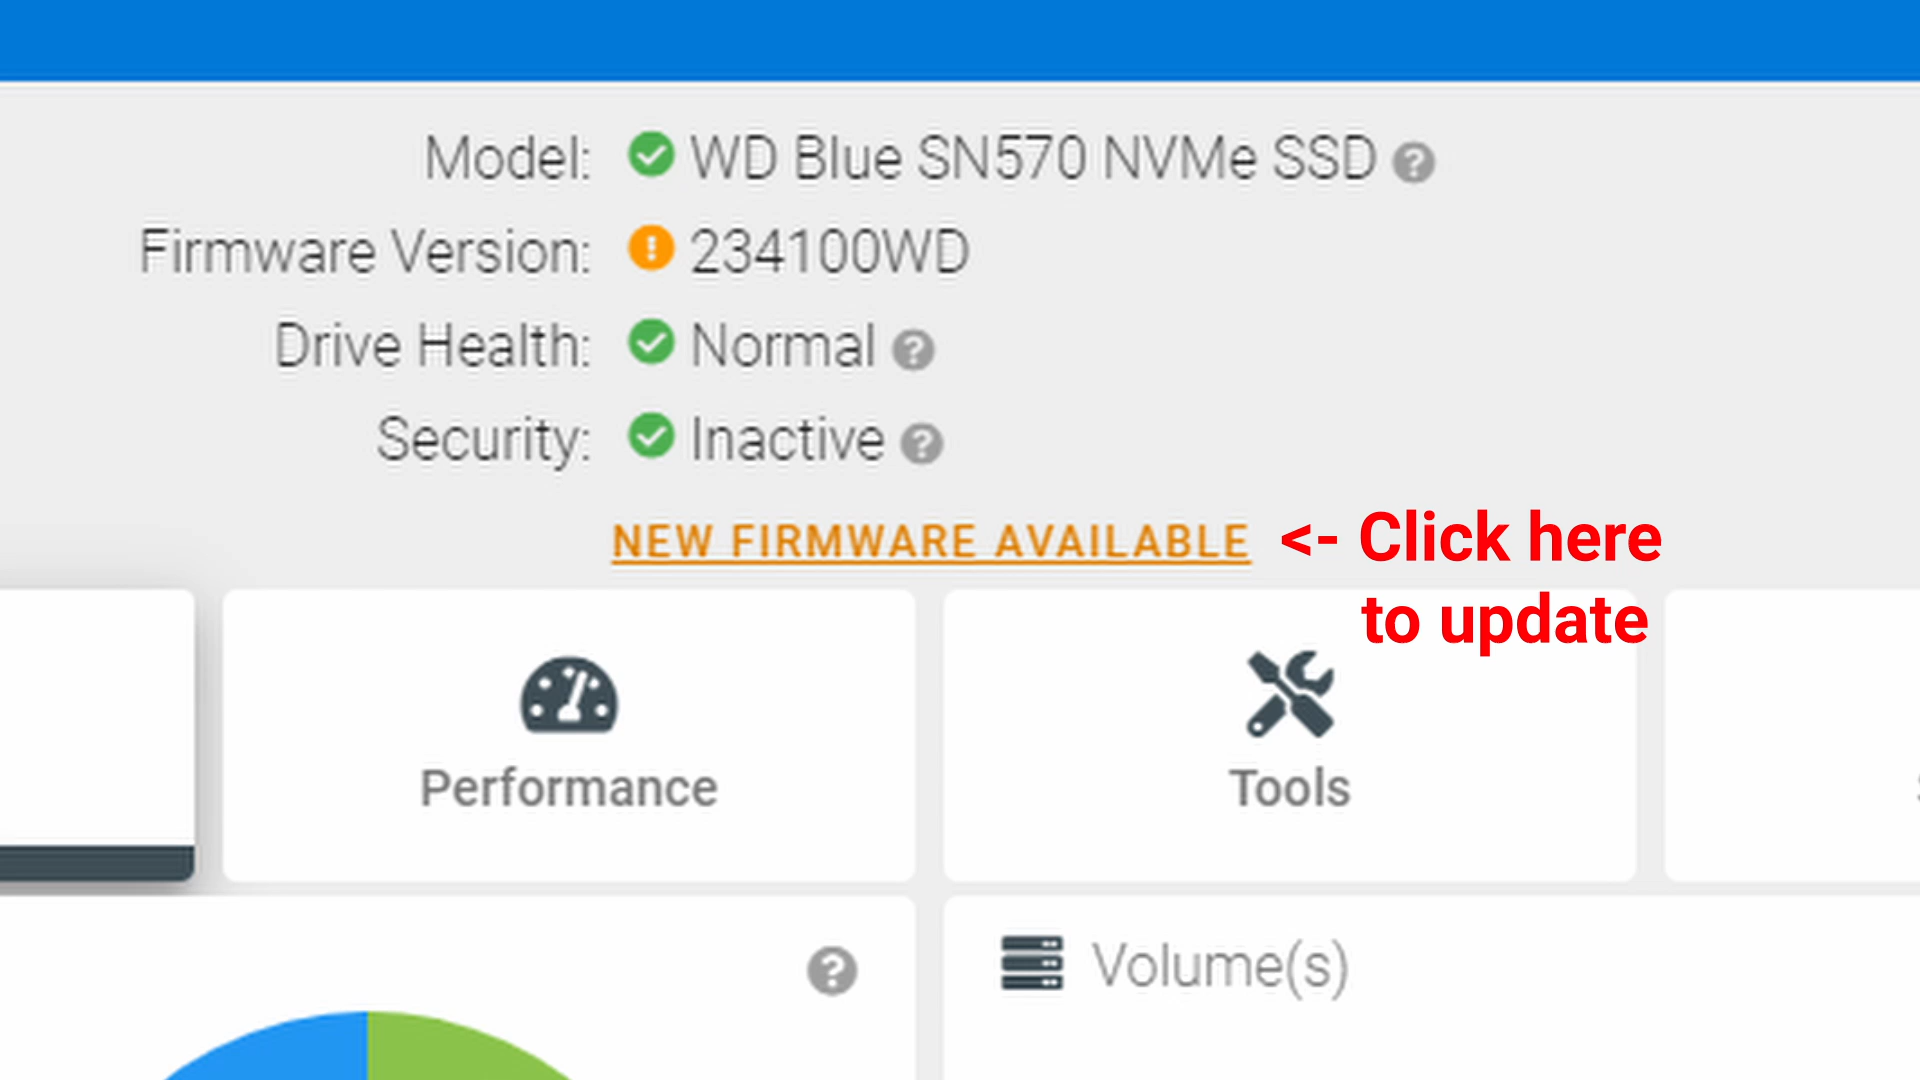 Model: WD Blue SN570 NVMe SSD
Firmware Version: 234100WD
Drive Health: Normal
Security: Inactive
NEW FIRMWARE AVAILABLE <- Click here
to update
Performance
Tools
Volume(s)